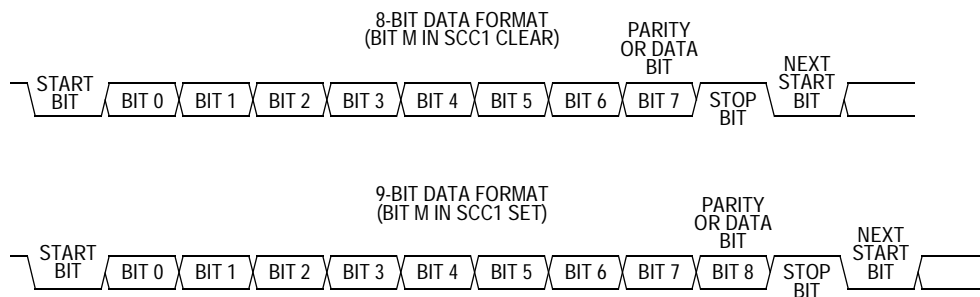 8-BIT DATA FORMAT
(BIT M IN SCC1 CLEAR)
PARITY
OR DATA
BIT
START
BIT
BIT 0 BIT 1 BIT 2 BIT 3 BIT 4 BIT 5 BIT 6 BIT 7
STOP
BIT
NEXT
START
BIT
9-BIT DATA FORMAT
(BIT M IN SCC1 SET)
PARITY
OR DATA
BIT
START
BIT
BIT 0 BIT 1 BIT 2 BIT 3 BIT 4 BIT 5 BIT 6 BIT 7 BIT 8
STOP
BIT
NEXT
START
BIT